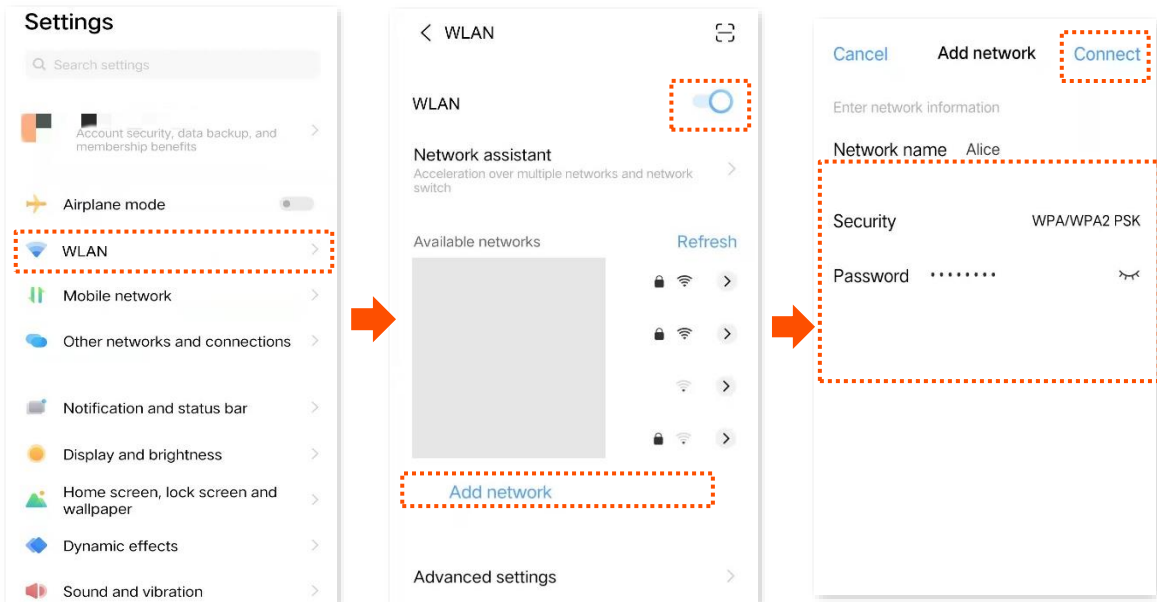 Settings
Search settings
Account security, data backup, and
membership benefits
Airplane mode
WLAN
Mobile network
Other networks and connections
Notification and status bar
Display and brightness
Home screen, lock screen and
wallpaper
Dynamic effects
Sound and vibration
WLAN
WLAN
Network assistant
Acceleration over multiple networks and network
switch
Available networks Refresh
Add network
Advanced settings
Cancel Add network Connect
Enter network information
Network name Alice
Security WPA/WPA2 PSK
Password ••••••••